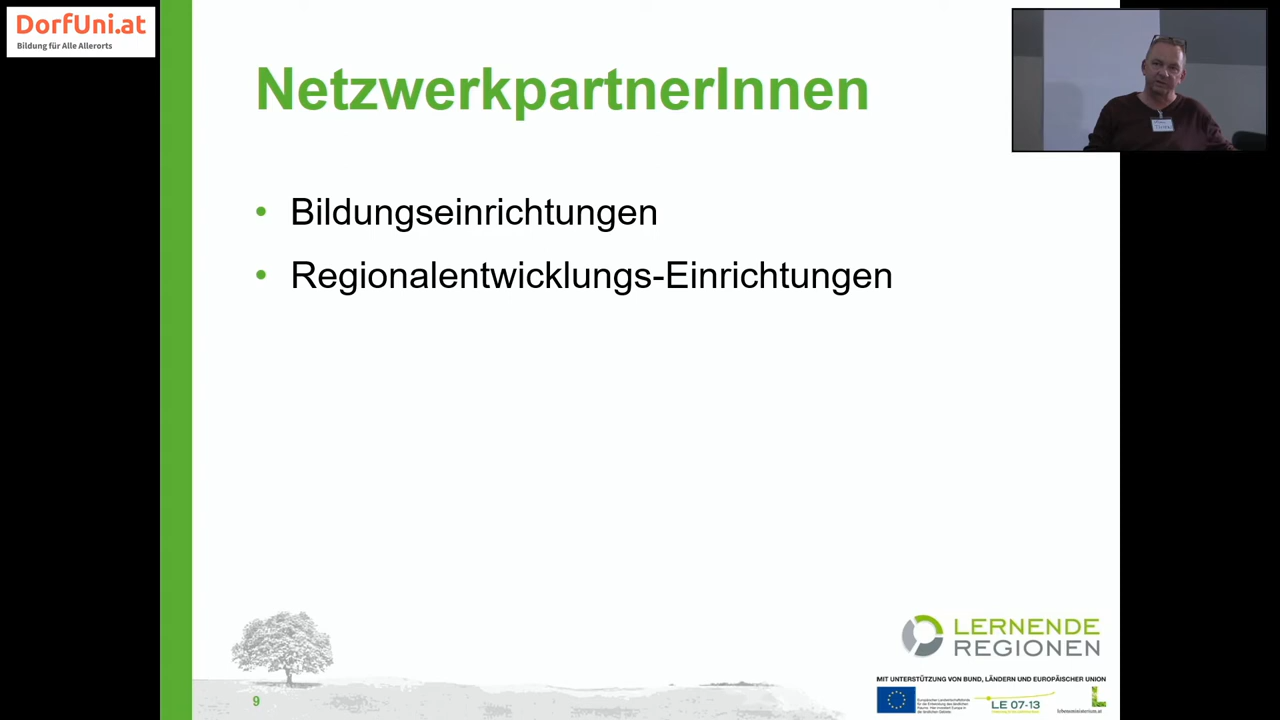 DorfUni.at
Bildung für Alle Allerorts
NetzwerkpartnerInnen
• Bildungseinrichtungen
• Regionalentwicklungs-Einrichtungen
LERNENDE
REGIONEN
MIT UNTERSTÜTZUNG VON BUND, LÄNDERN UND EUROPÄISCHER UNION
LE 07-13
9